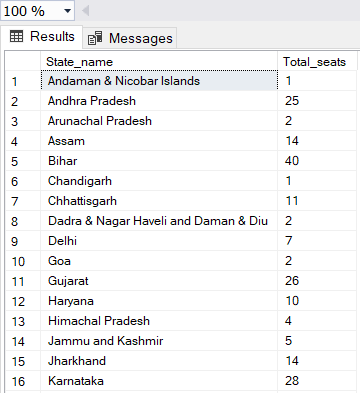 100 %
Results Messages
State_name Total_seats
1 Andaman & Nicobar Islands 1
2 Andhra Pradesh 25
3 Arunachal Pradesh 2
4 Assam 14
5 Bihar 40
6 Chandigarh 1
7 Chhattisgarh 11
8 Dadra & Nagar Haveli and Daman & Diu 2
9 Delhi 7
10 Goa 2
11 Gujarat 26
12 Haryana 10
13 Himachal Pradesh 4
14 Jammu and Kashmir 5
15 Jharkhand 14
16 Karnataka 28